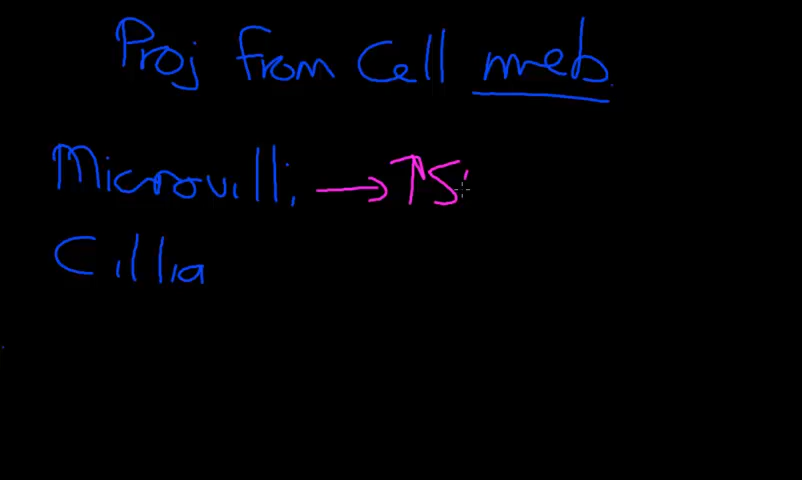 Proj from Cell meb
Microvilli → ↑S
Cillia